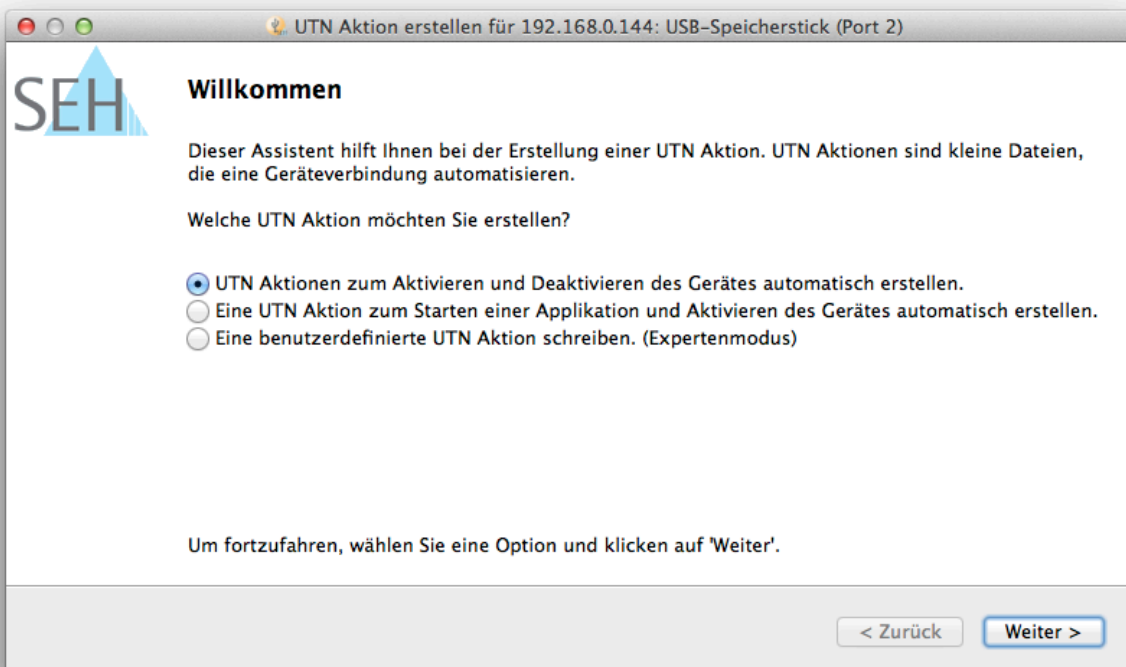 UTN Aktion erstellen für 192.168.0.144: USB-Speicherstick (Port 2)
SEH
Willkommen
Dieser Assistent hilft Ihnen bei der Erstellung einer UTN Aktion. UTN Aktionen sind kleine Dateien,
die eine Geräteverbindung automatisieren.
Welche UTN Aktion möchten Sie erstellen?
UTN Aktionen zum Aktivieren und Deaktivieren des Gerätes automatisch erstellen.
Eine UTN Aktion zum Starten einer Applikation und Aktivieren des Gerätes automatisch erstellen.
Eine benutzerdefinierte UTN Aktion schreiben. (Expertenmodus)
Um fortzufahren, wählen Sie eine Option und klicken auf 'Weiter'.
< Zurück
Weiter >